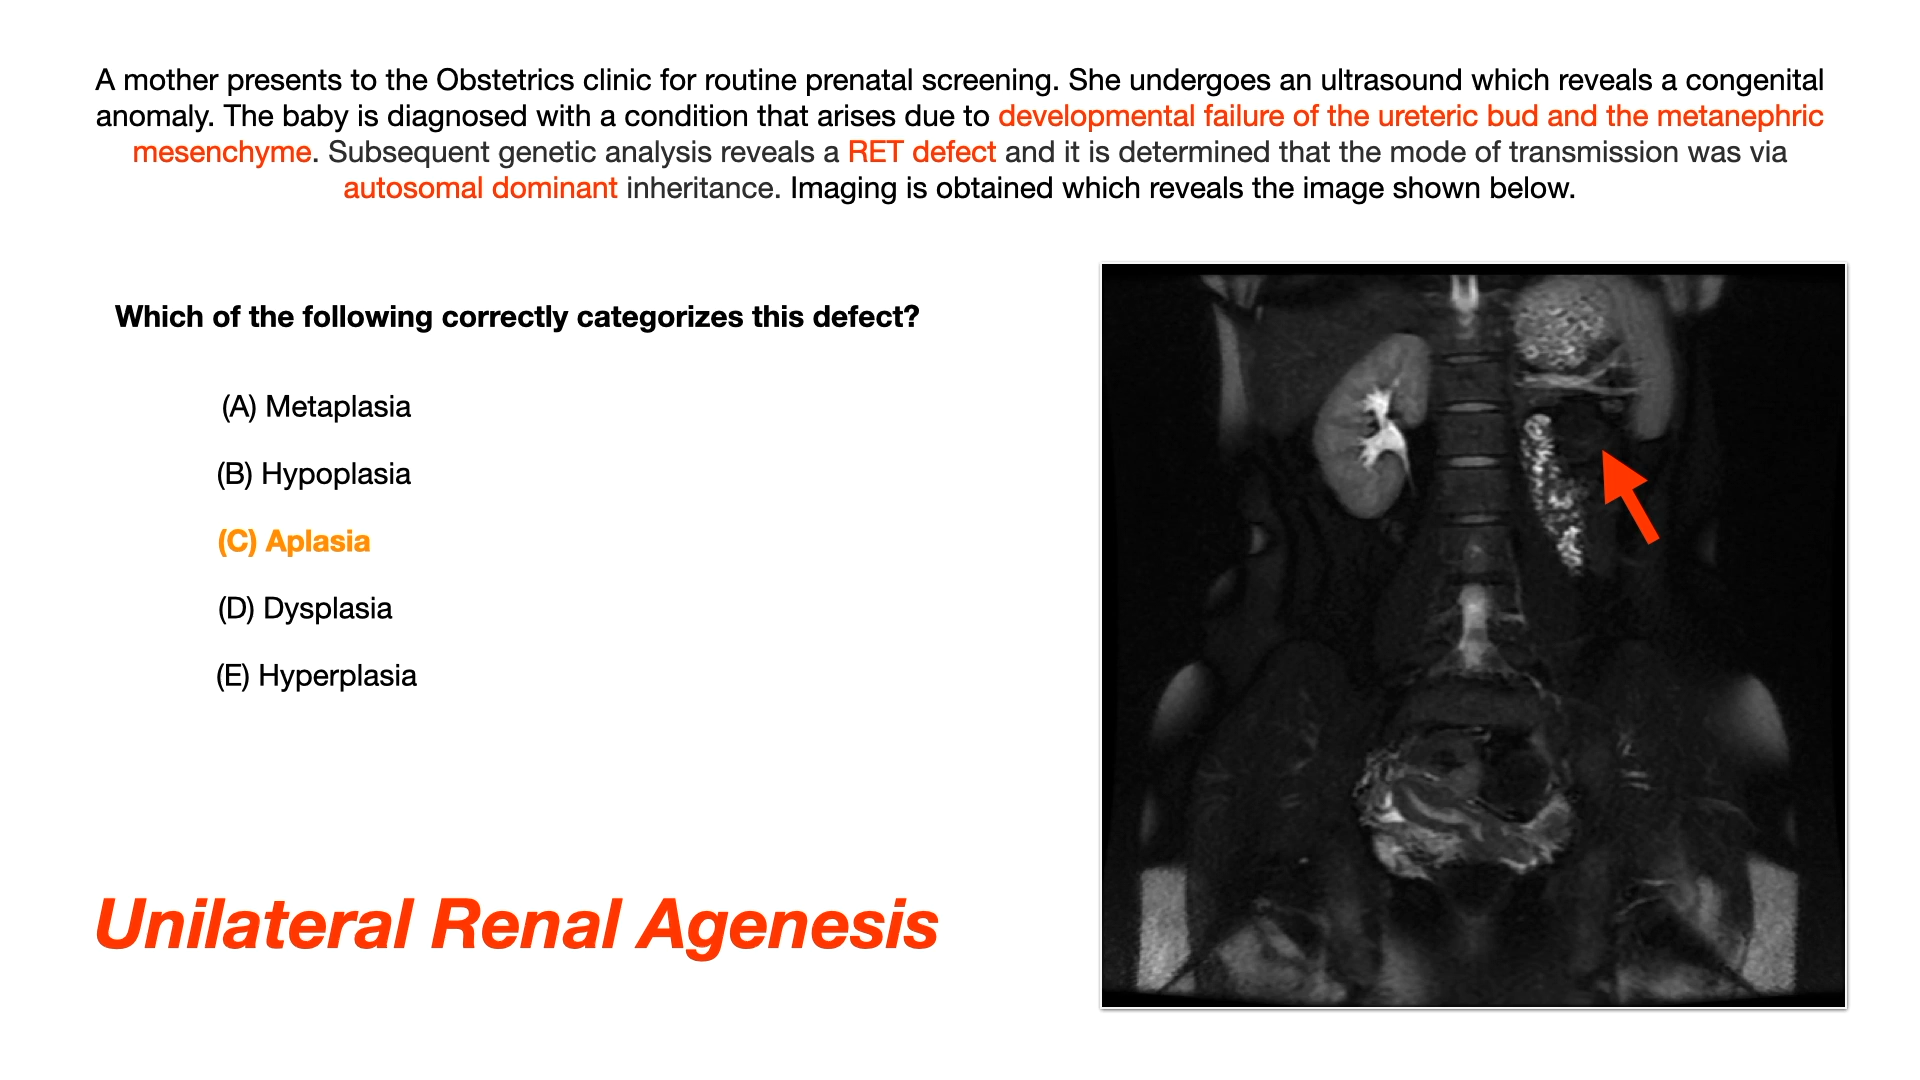 A mother presents to the Obstetrics clinic for routine prenatal screening. She undergoes an ultrasound which reveals a congenital
anomaly. The baby is diagnosed with a condition that arises due to developmental failure of the ureteric bud and the metanephric
mesenchyme. Subsequent genetic analysis reveals a RET defect and it is determined that the mode of transmission was via
autosomal dominant inheritance. Imaging is obtained which reveals the image shown below.
Which of the following correctly categorizes this defect?
(A) Metaplasia
(B) Hypoplasia
(C) Aplasia
(D) Dysplasia
(E) Hyperplasia
Unilateral Renal Agenesis